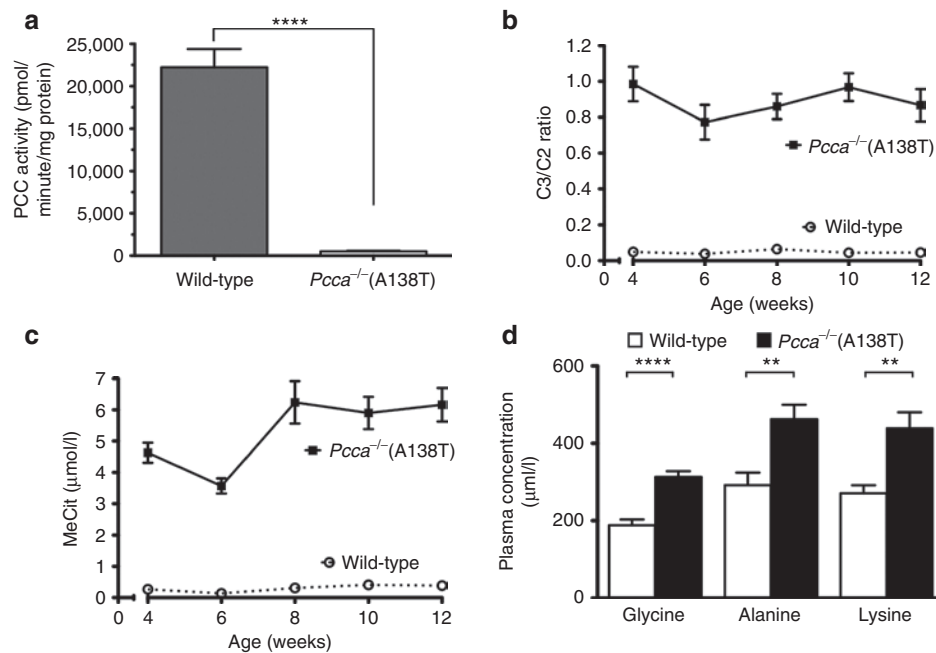 a
****
PCC activity (pmol/
minute/mg protein)
25,000
20,000
15,000
10,000
5,000
0
Wild-type
Pcca−/−(A138T)
b
C3/C2 ratio
1.2
1.0
0.8
0.6
0.4
0.2
0.0
Pcca−/−(A138T)
Wild-type
0 4 6 8 10 12
Age (weeks)
c
MeCit (μmol/l)
7
6
5
4
3
2
1
0
Pcca−/−(A138T)
Wild-type
0 4 6 8 10 12
Age (weeks)
d
Wild-type Pcca−/−(A138T)
Plasma concentration
(μml/l)
600
400
200
0
**** ** **
Glycine Alanine Lysine